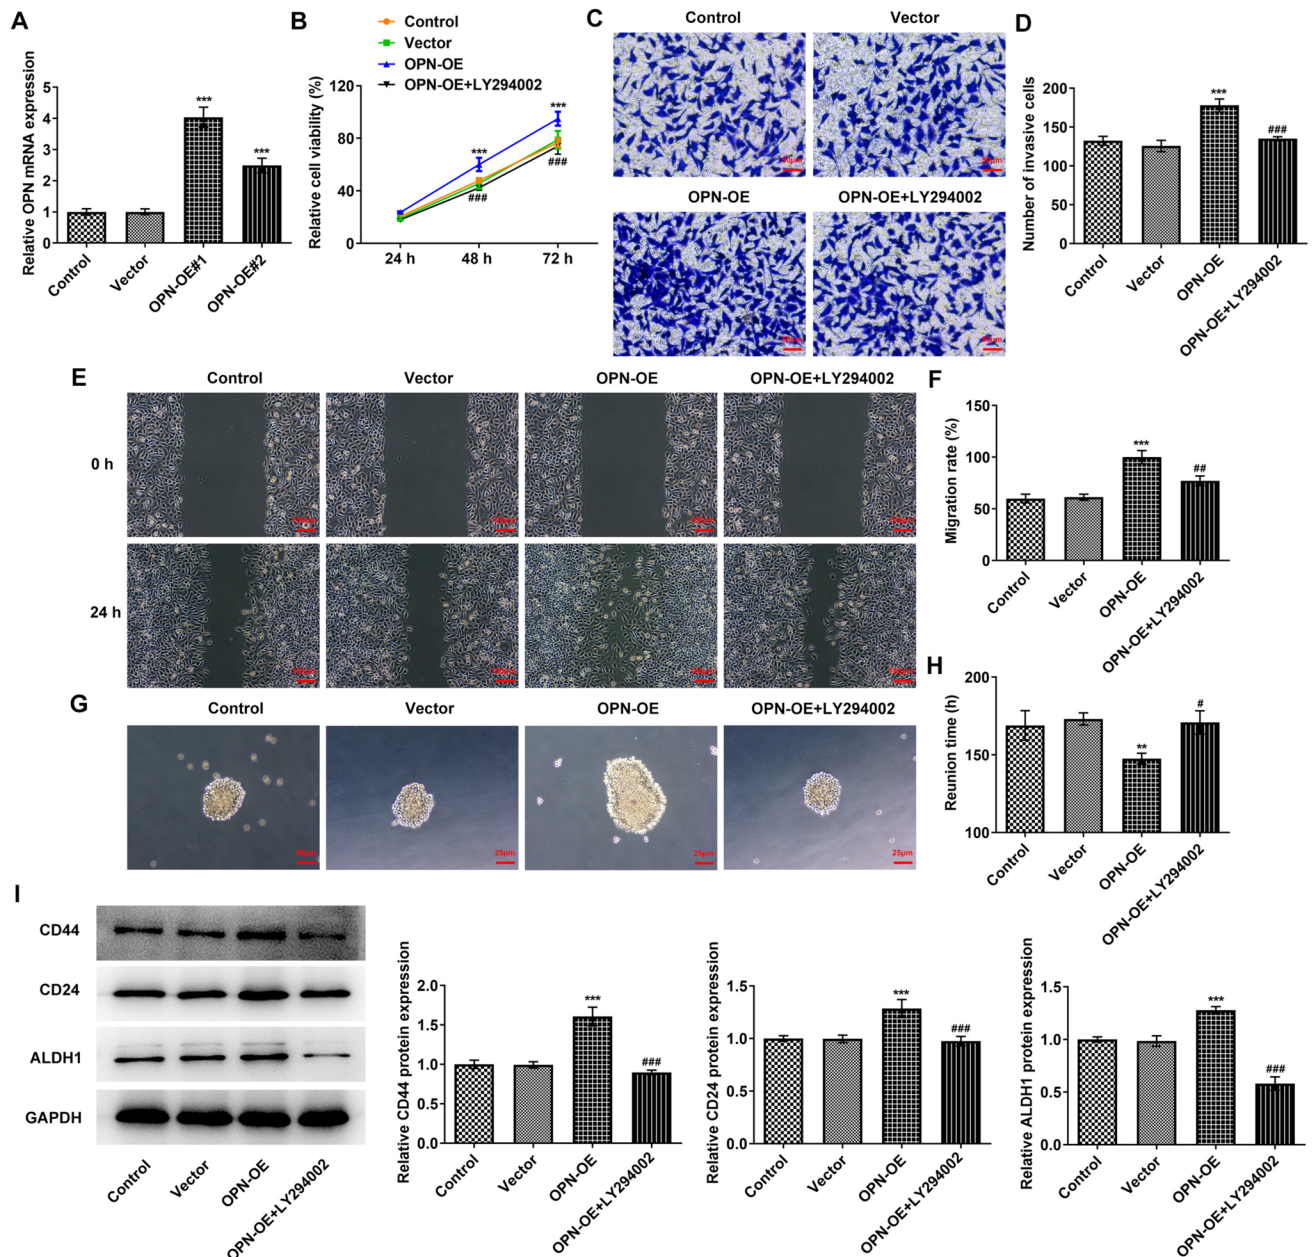 A
Relative OPN mRNA expression
5
4
3
2
1
0
***
***
Control
Vector
OPN-OE#1
OPN-OE#2
B
Control
Vector
OPN-OE
OPN-OE+LY294002
Relative cell viability (%)
120
80
40
0
***
***
###
###
24 h
48 h
72 h
C
Control
Vector
OPN-OE
OPN-OE+LY294002
D
Number of invasive cells
200
150
100
50
0
***
###
Control
Vector
OPN-OE
OPN-OE+LY294002
E
Control
Vector
OPN-OE
OPN-OE+LY294002
0 h
24 h
F
Migration rate (%)
150
100
50
0
***
##
Control
Vector
OPN-OE
OPN-OE+LY294002
G
Control
Vector
OPN-OE
OPN-OE+LY294002
25μm
25μm
25μm
25μm
H
Reunion time (h)
200
150
100
**
#
Control
Vector
OPN-OE
OPN-OE+LY294002
I
CD44
CD24
ALDH1
GAPDH
Control
Vector
OPN-OE
OPN-OE+LY294002
Relative CD44 protein expression
2.0
1.5
1.0
0.5
0.0
***
###
Control
Vector
OPN-OE
OPN-OE+LY294002
Relative CD24 protein expression
1.5
1.0
0.5
0.0
***
###
Control
Vector
OPN-OE
OPN-OE+LY294002
Relative ALDH1 protein expression
1.5
1.0
0.5
0.0
***
###
Control
Vector
OPN-OE
OPN-OE+LY294002